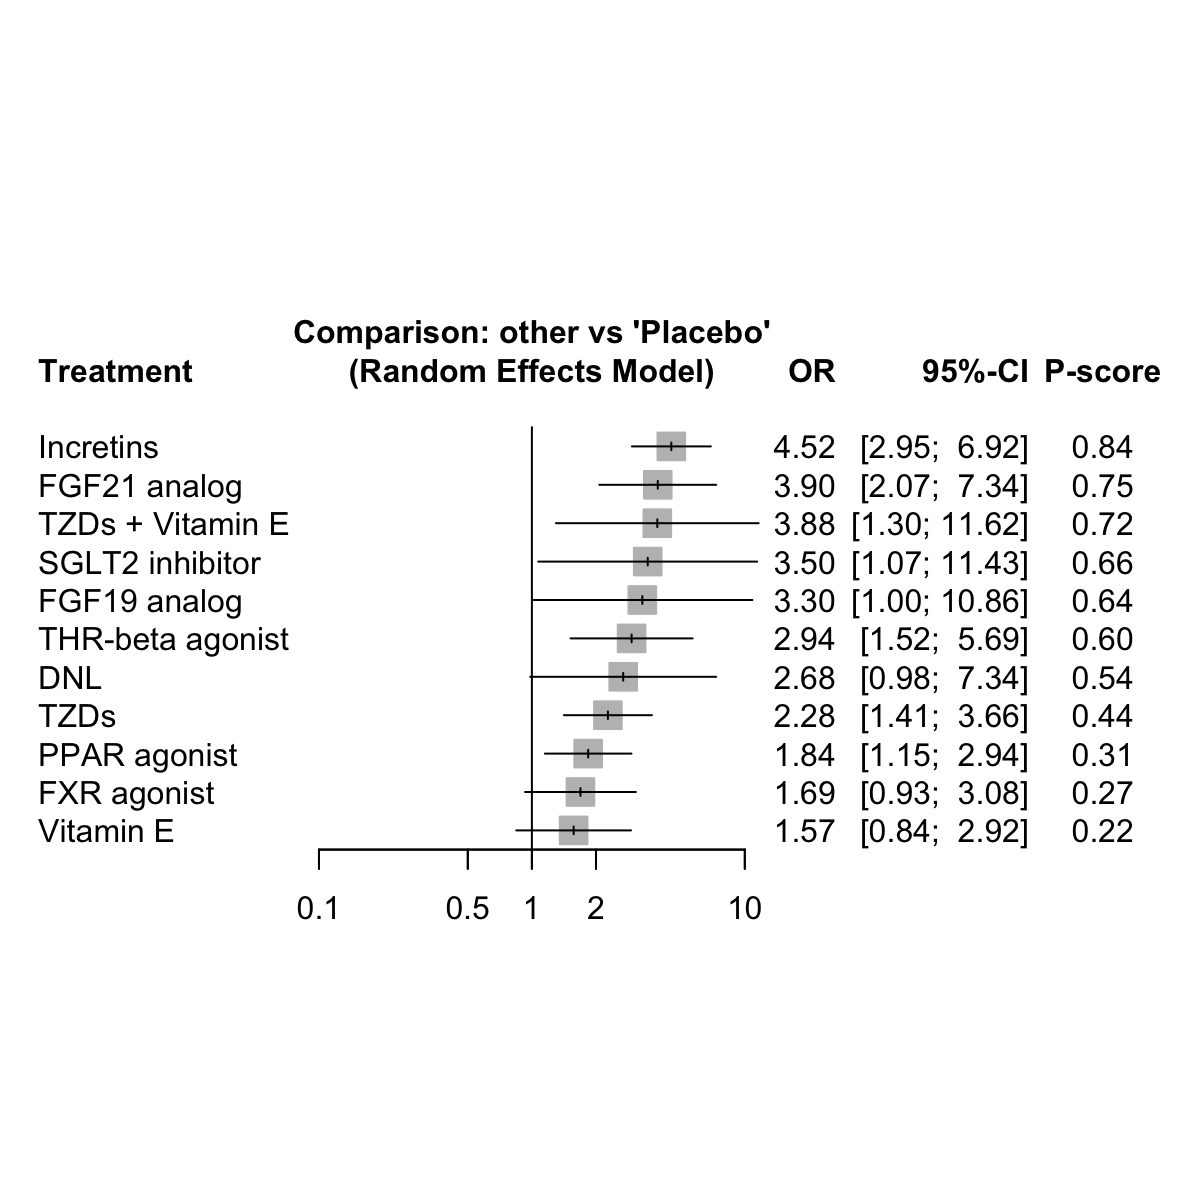 Comparison: other vs 'Placebo'
Treatment (Random Effects Model) OR 95%-CI P-score
Incretins 4.52 [2.95; 6.92] 0.84
FGF21 analog 3.90 [2.07; 7.34] 0.75
TZDs + Vitamin E 3.88 [1.30; 11.62] 0.72
SGLT2 inhibitor 3.50 [1.07; 11.43] 0.66
FGF19 analog 3.30 [1.00; 10.86] 0.64
THR-beta agonist 2.94 [1.52; 5.69] 0.60
DNL 2.68 [0.98; 7.34] 0.54
TZDs 2.28 [1.41; 3.66] 0.44
PPAR agonist 1.84 [1.15; 2.94] 0.31
FXR agonist 1.69 [0.93; 3.08] 0.27
Vitamin E 1.57 [0.84; 2.92] 0.22
0.1 0.5 1 2 10